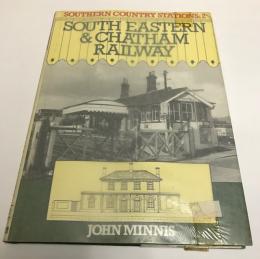 SOUTHERN COUNTRY STATIONS: 2
SOUTH EASTERN
& CHATHAM
RAILWAY
JOHN MINNIS